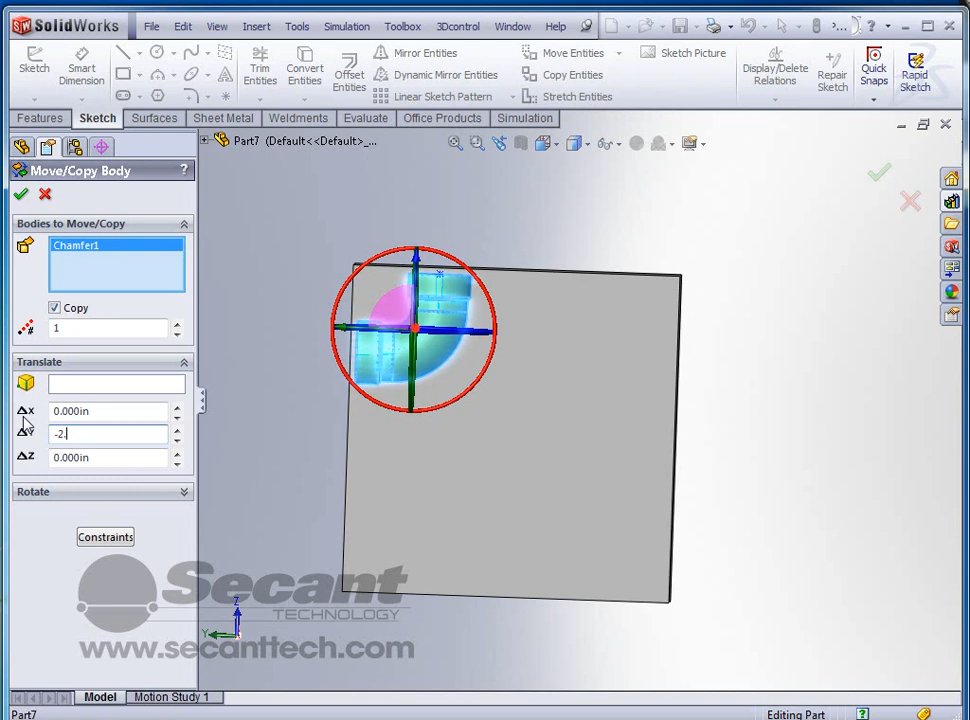 SolidWorks File Edit View Insert Tools Simulation Toolbox 3Dcontrol Window Help
Sketch Smart Dimension Trim Entities Convert Entities Offset Entities Mirror Entities Move Entities Sketch Picture Display/Delete Relations Repair Sketch Quick Snaps Rapid Sketch
Dynamic Mirror Entities Copy Entities
Linear Sketch Pattern Stretch Entities
Features Sketch Surfaces Sheet Metal Weldments Evaluate Office Products Simulation
Part7 (Default<<Default>_...
Move/Copy Body ?
Bodies to Move/Copy
Chamfer1
Copy
1
Translate
ΔX 0.000in
ΔY -2.
ΔZ 0.000in
Rotate
Constraints
Secant
TECHNOLOGY
www.secanttech.com
Z
Y
Model Motion Study 1
Part7 Editing Part